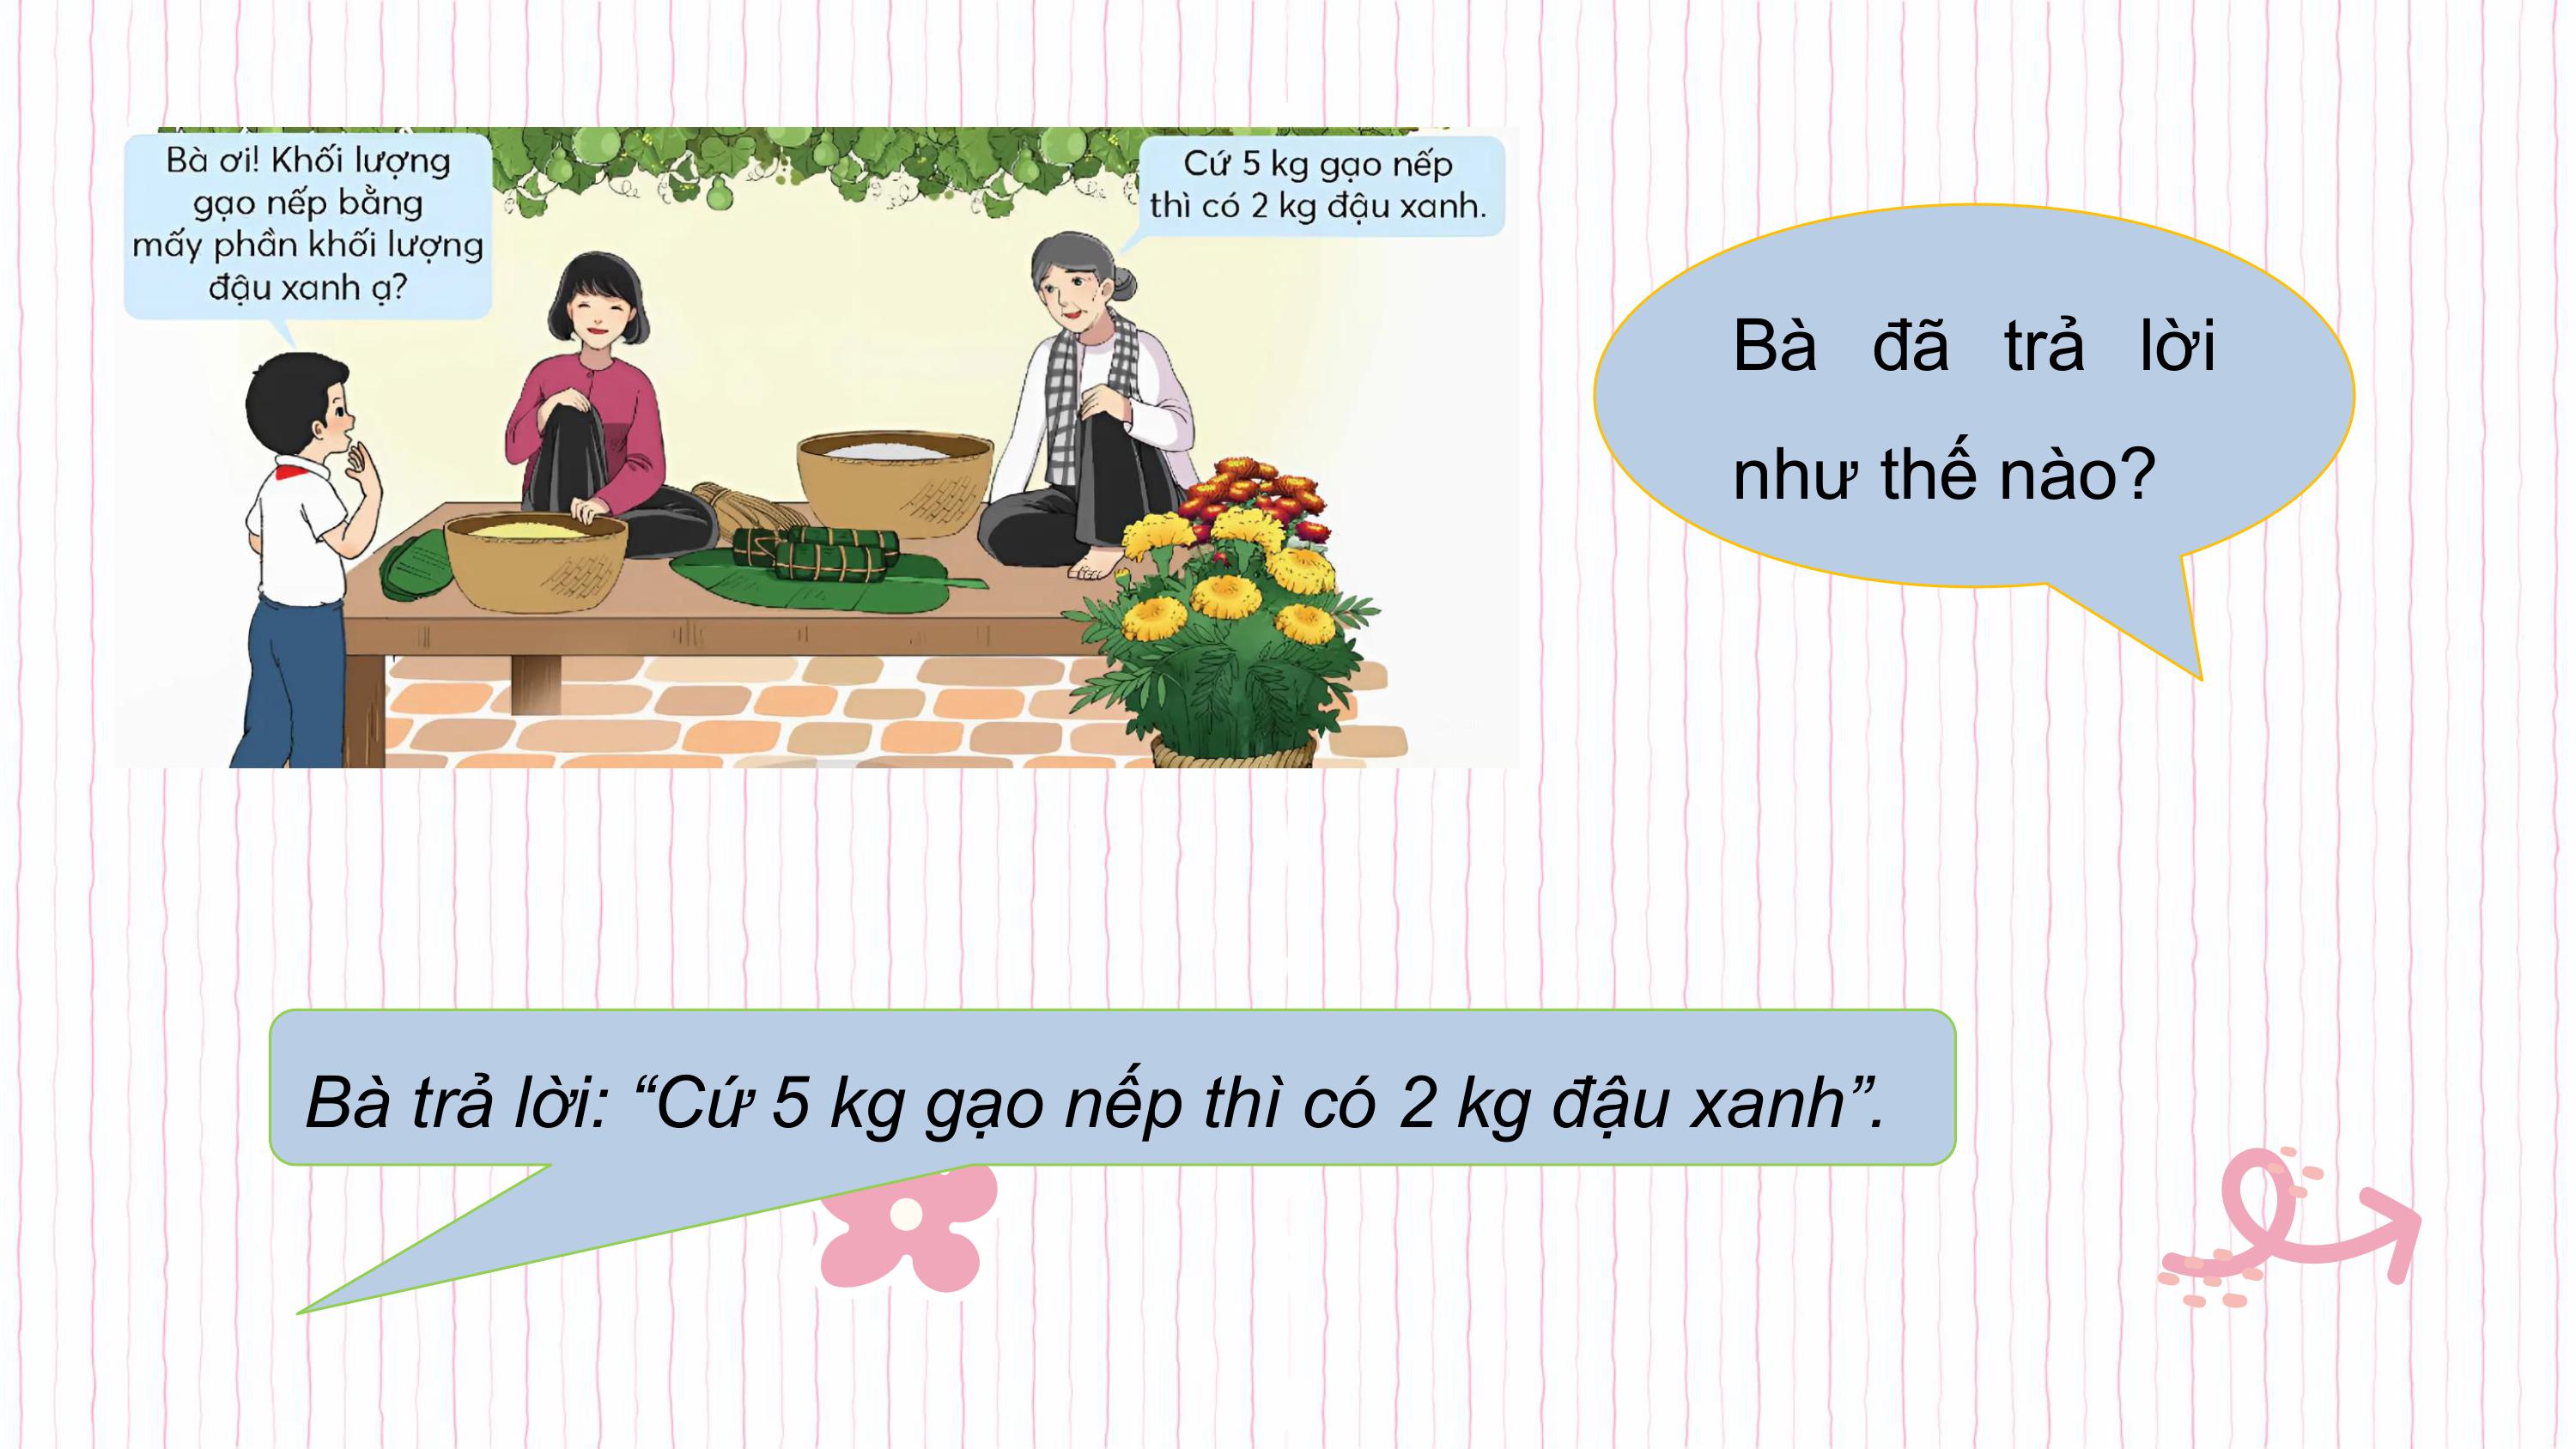 Bà ơi! Khối lượng
gạo nếp bằng
mấy phần khối lượng
đậu xanh ạ?
Cứ 5 kg gạo nếp
thì có 2 kg đậu xanh.
Bà đã trả lời
như thế nào?
Bà trả lời: “Cứ 5 kg gạo nếp thì có 2 kg đậu xanh”.